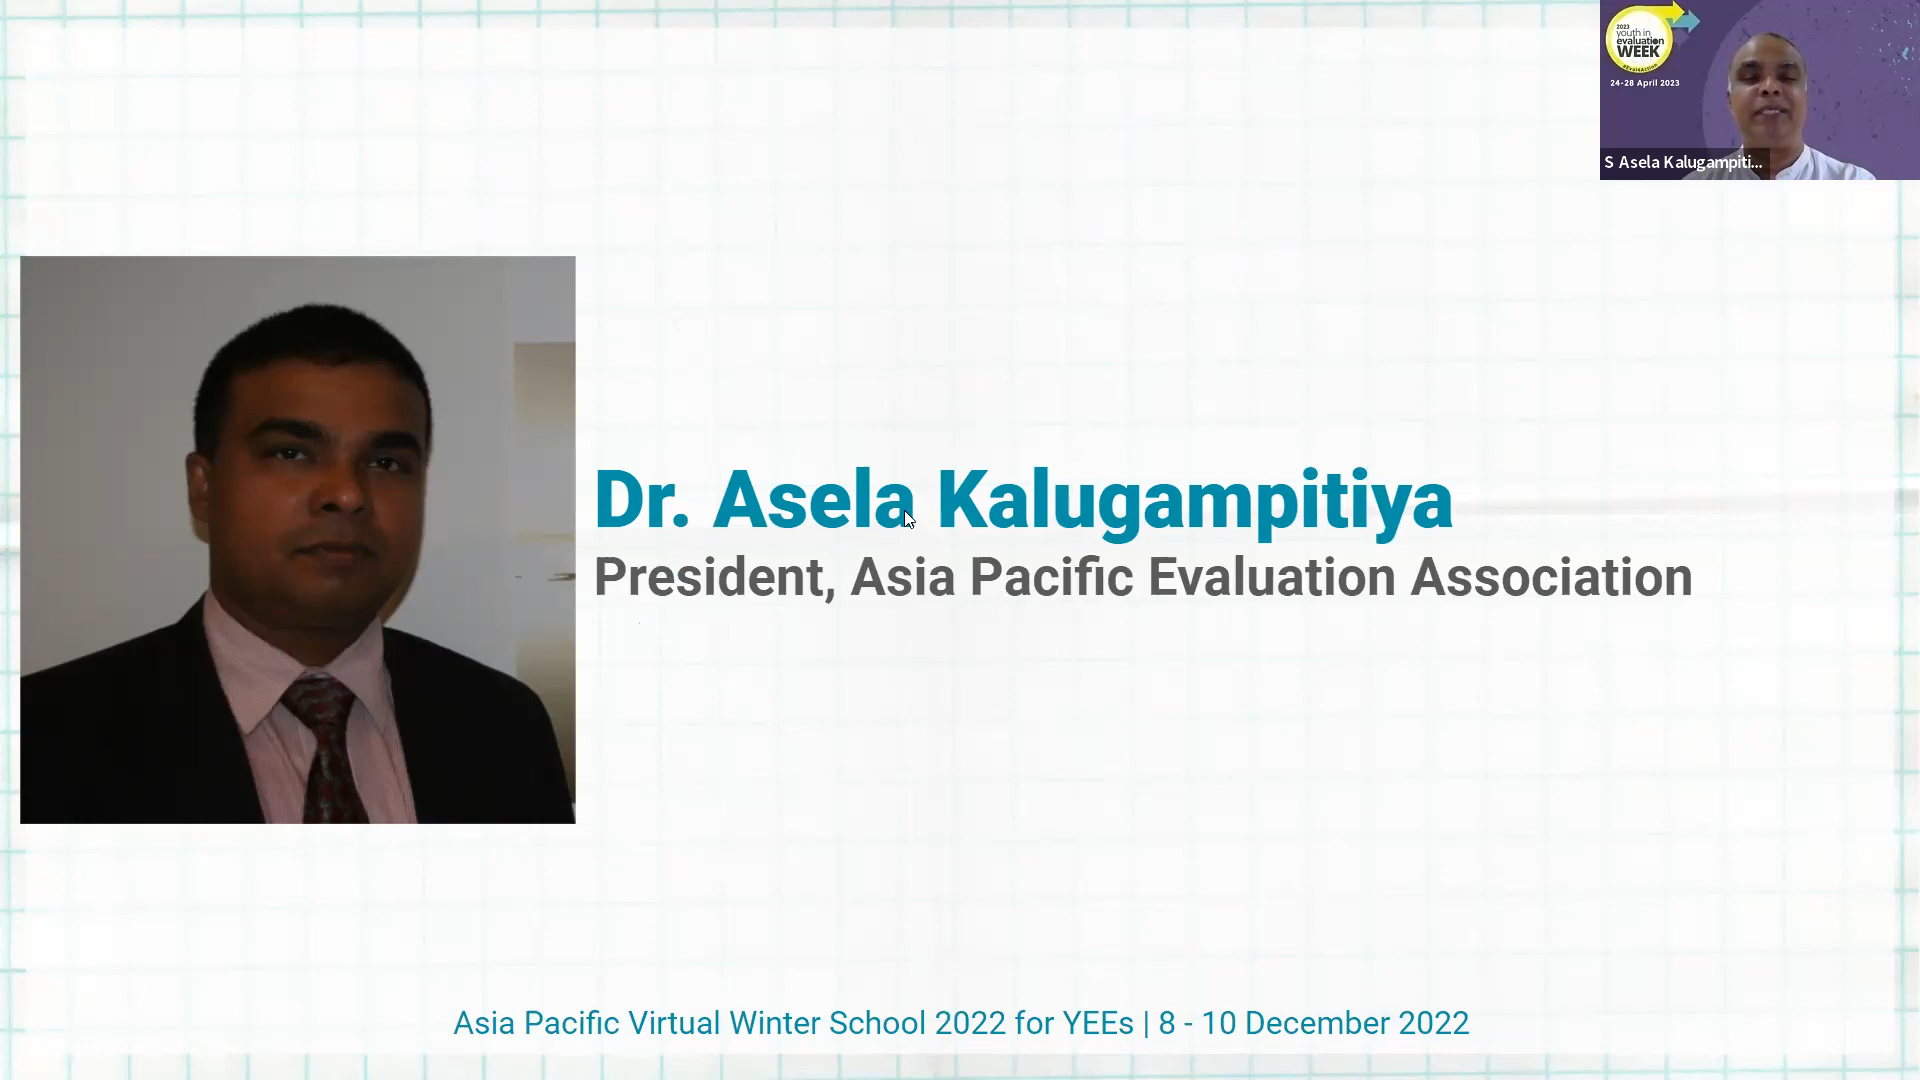 2023
youth in
evaluation
WEEK
#Eval4Action
24-28 April 2023
S Asela Kalugampiti...
Dr. Asela Kalugampitiya
President, Asia Pacific Evaluation Association
Asia Pacific Virtual Winter School 2022 for YEEs | 8 - 10 December 2022